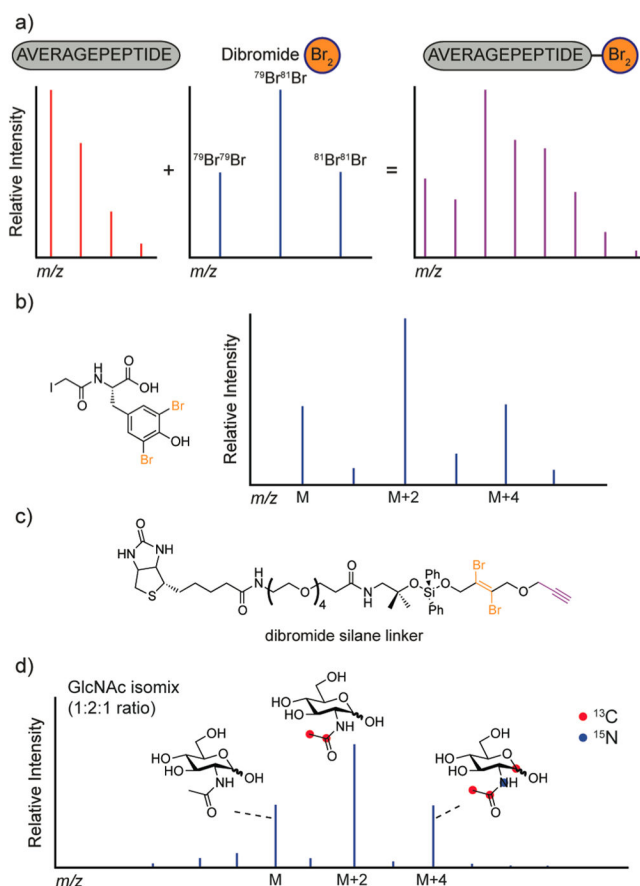 a)
AVERAGEPEPTIDE
Dibromide Br2
AVERAGEPEPTIDE Br2
Relative Intensity
m/z
+
79Br79Br
79Br81Br
81Br81Br
m/z
=
m/z
b)
I
O
H
N
O
OH
Br
OH
Br
Relative Intensity
m/z M M+2 M+4
c)
O
HN NH
S
O
N
H
O
4
O
N
H
O
Ph
Si
Ph
O
Br
Br
O
dibromide silane linker
d)
GlcNAc isomix
(1:2:1 ratio)
Relative Intensity
OH
HO
HO
O
NH
OH
O
OH
HO
HO
O
NH
OH
O
OH
HO
HO
O
NH
OH
O
13C
15N
m/z M M+2 M+4